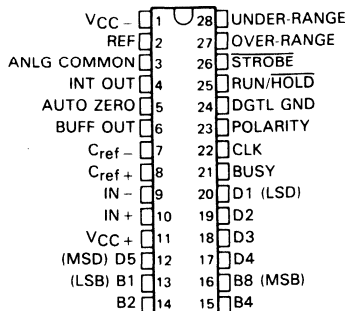 VCC- 1 28 UNDER-RANGE
REF 2 27 OVER-RANGE
ANLG COMMON 3 26 STROBE
INT OUT 4 25 RUN/HOLD
AUTO ZERO 5 24 DGTL GND
BUFF OUT 6 23 POLARITY
Cref- 7 22 CLK
Cref+ 8 21 BUSY
IN- 9 20 D1 (LSD)
IN+ 10 19 D2
VCC+ 11 18 D3
(MSD) D5 12 17 D4
(LSB) B1 13 16 B8 (MSB)
B2 14 15 B4